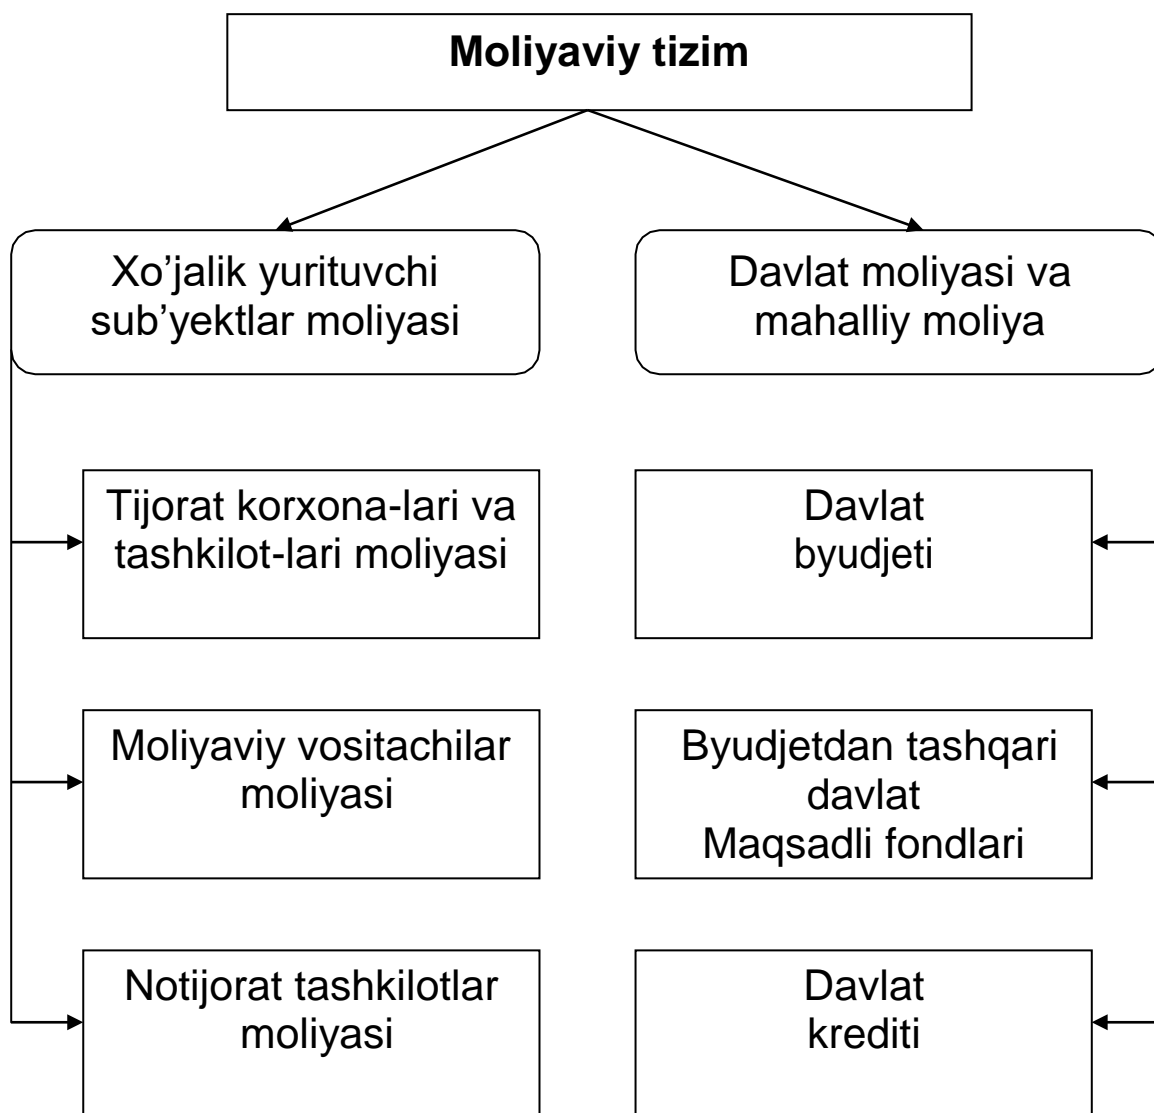 Moliyaviy tizim
Xo’jalik yurituvchi
sub’yektlar moliyasi
Davlat moliyasi va
mahalliy moliya
Tijorat korxona-lari va
tashkilot-lari moliyasi
Davlat
byudjeti
Moliyaviy vositachilar
moliyasi
Byudjetdan tashqari
davlat
Maqsadli fondlari
Notijorat tashkilotlar
moliyasi
Davlat
krediti